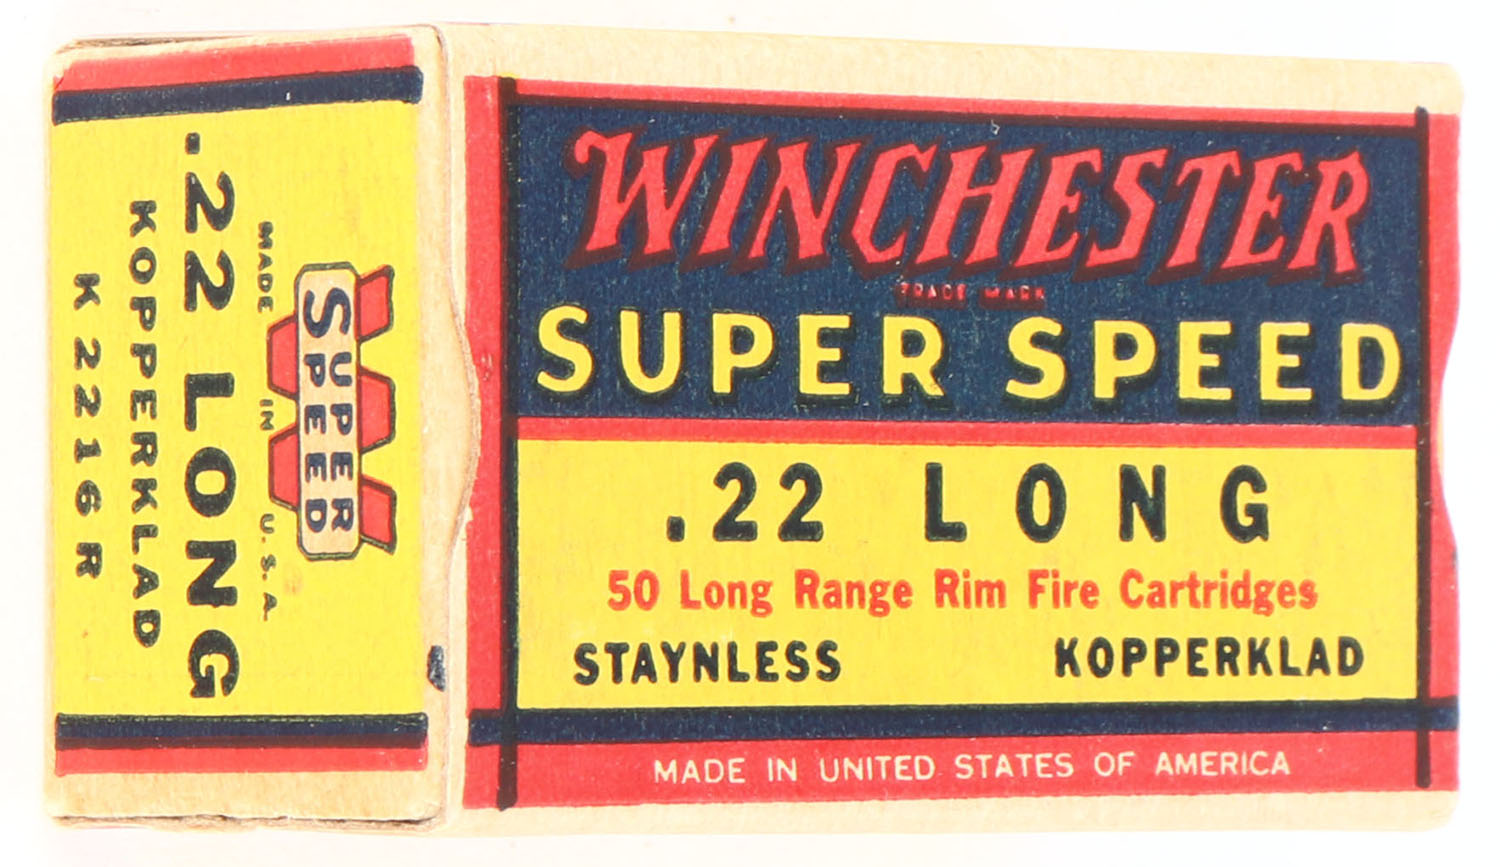 WINCHESTER
TRADE MARK
SUPER SPEED
.22 LONG
50 Long Range Rim Fire Cartridges
STAYNLESS KOPPERKLAD
MADE IN UNITED STATES OF AMERICA
SUPER
SPEED
MADE IN U.S.A.
.22 LONG
KOPPERKLAD
K2216R